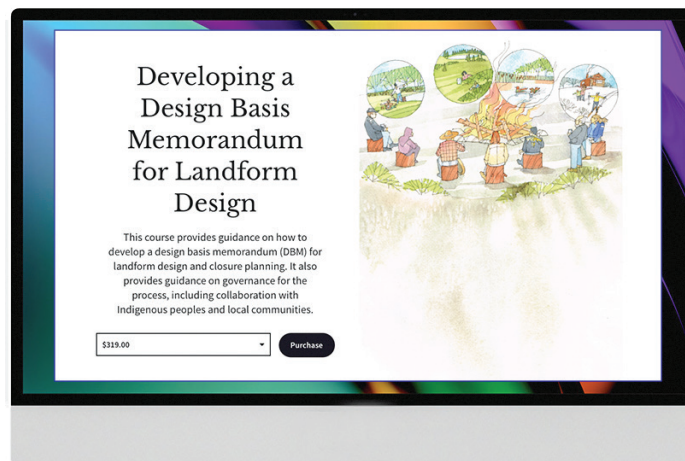 Developing a
Design Basis
Memorandum
for Landform
Design
This course provides guidance on how to
develop a design basis memorandum (DBM) for
landform design and closure planning. It also
provides guidance on governance for the
process, including collaboration with
Indigenous peoples and local communities.
$319.00
Purchase